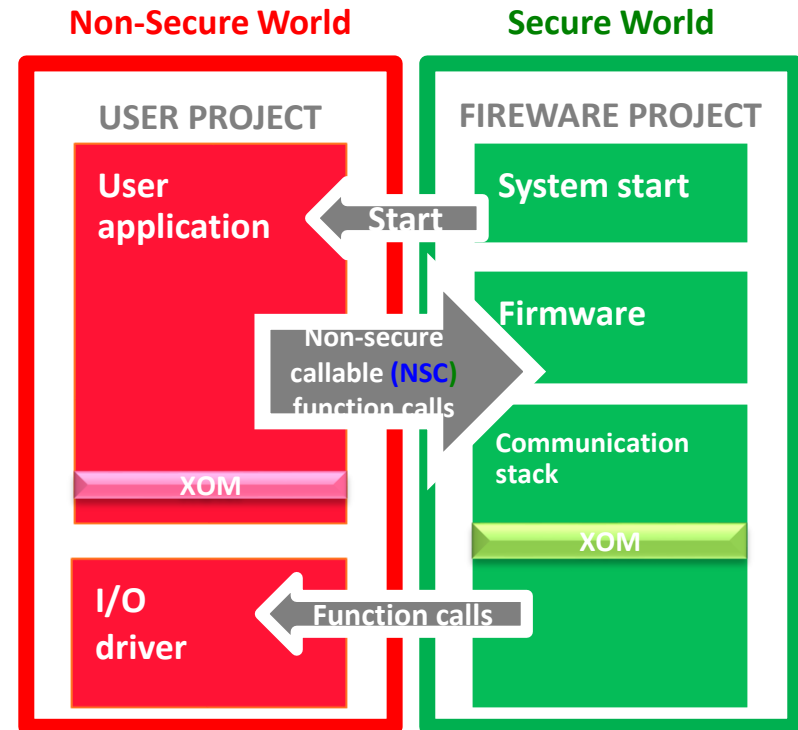 Non-Secure World
Secure World
USER PROJECT
FIREWARE PROJECT
User
application
System start
Start
Firmware
Non-secure
callable (NSC)
function calls
Communication
stack
XOM
XOM
I/O
driver
Function calls